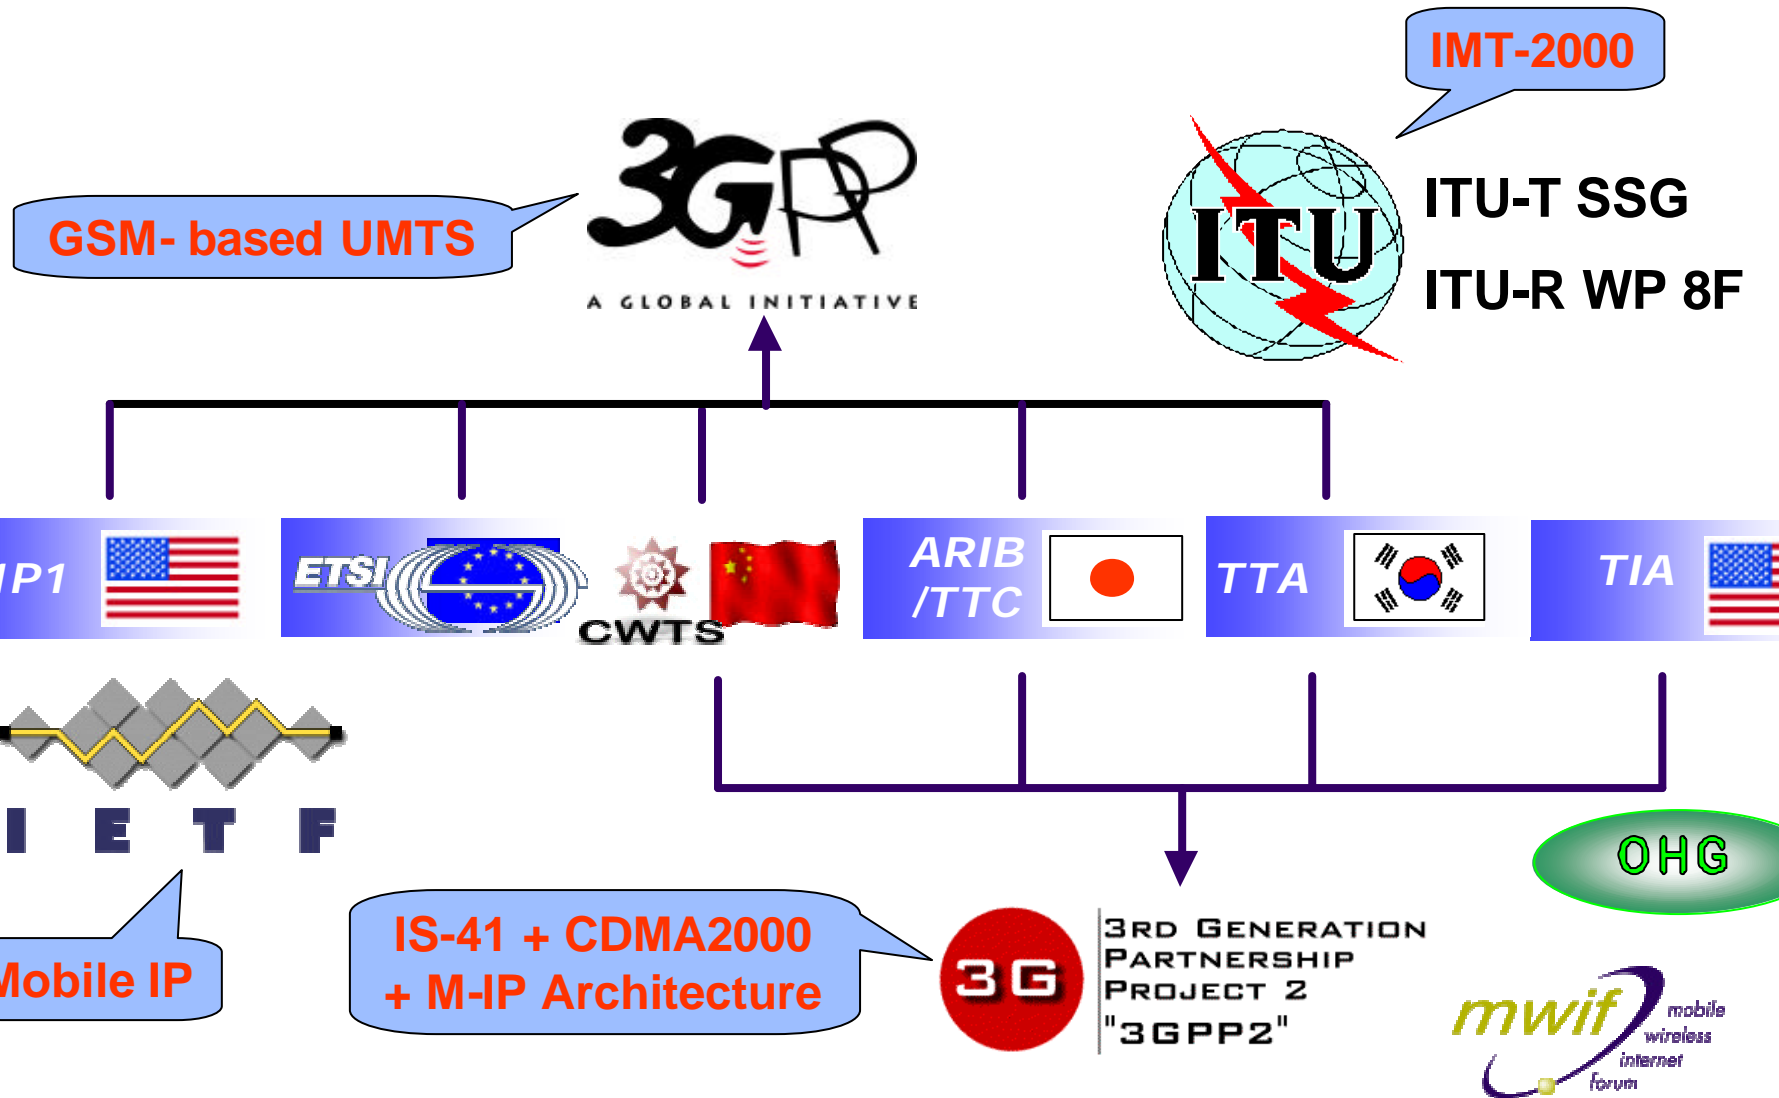 IMT-2000
3GPP
A GLOBAL INITIATIVE
GSM- based UMTS
ITU
ITU-T SSG
ITU-R WP 8F
IP1
ETSI
CWTS
ARIB
/TTC
TTA
TIA
I E T F
Mobile IP
IS-41 + CDMA2000
+ M-IP Architecture
3G
3RD GENERATION
PARTNERSHIP
PROJECT 2
"3GPP2"
OHG
mwif
mobile
wireless
internet
forum